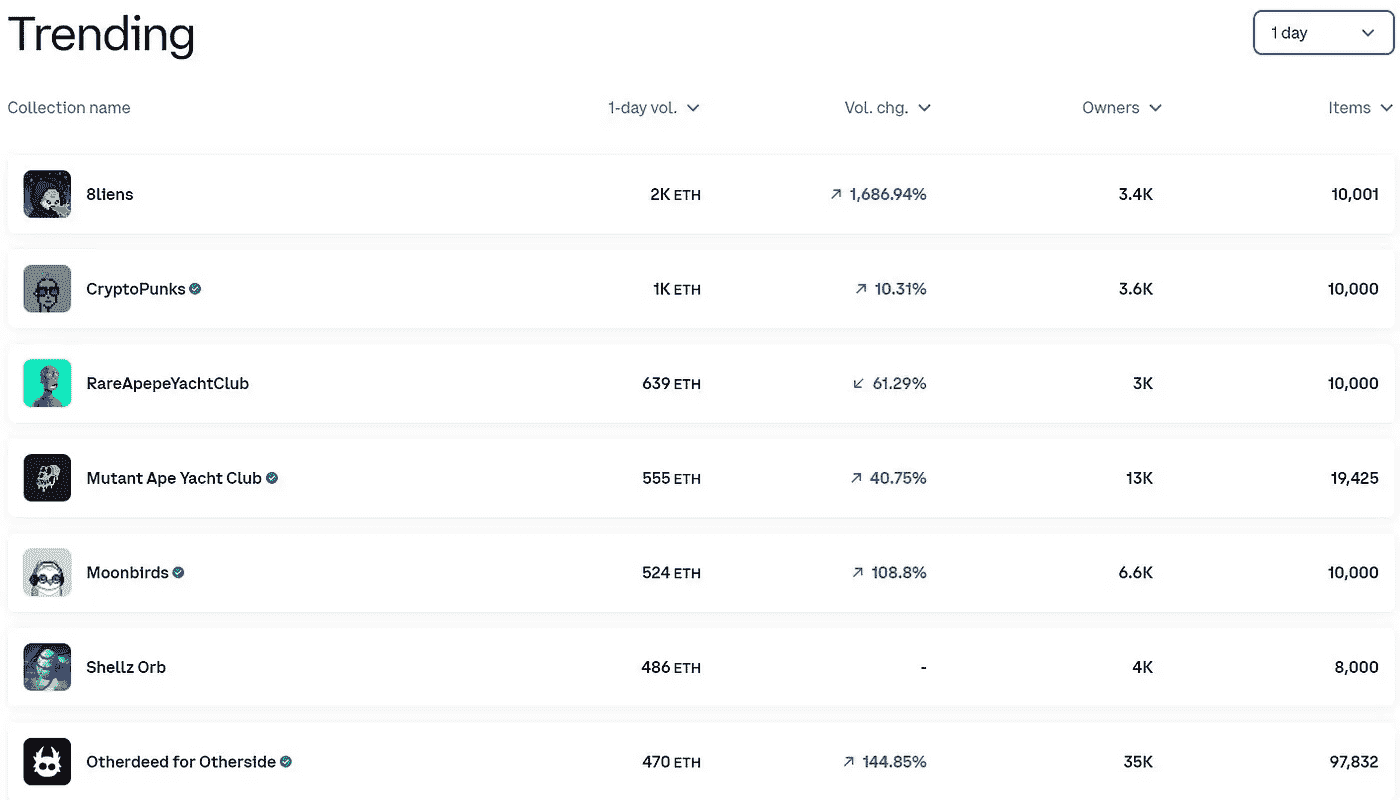 Trending
1 day
Collection name 1-day vol. Vol. chg. Owners Items
8liens 2K ETH 1,686.94% 3.4K 10,001
CryptoPunks 1K ETH 10.31% 3.6K 10,000
RareApepeYachtClub 639 ETH 61.29% 3K 10,000
Mutant Ape Yacht Club 555 ETH 40.75% 13K 19,425
Moonbirds 524 ETH 108.8% 6.6K 10,000
Shellz Orb 486 ETH - 4K 8,000
Otherdeed for Otherside 470 ETH 144.85% 35K 97,832